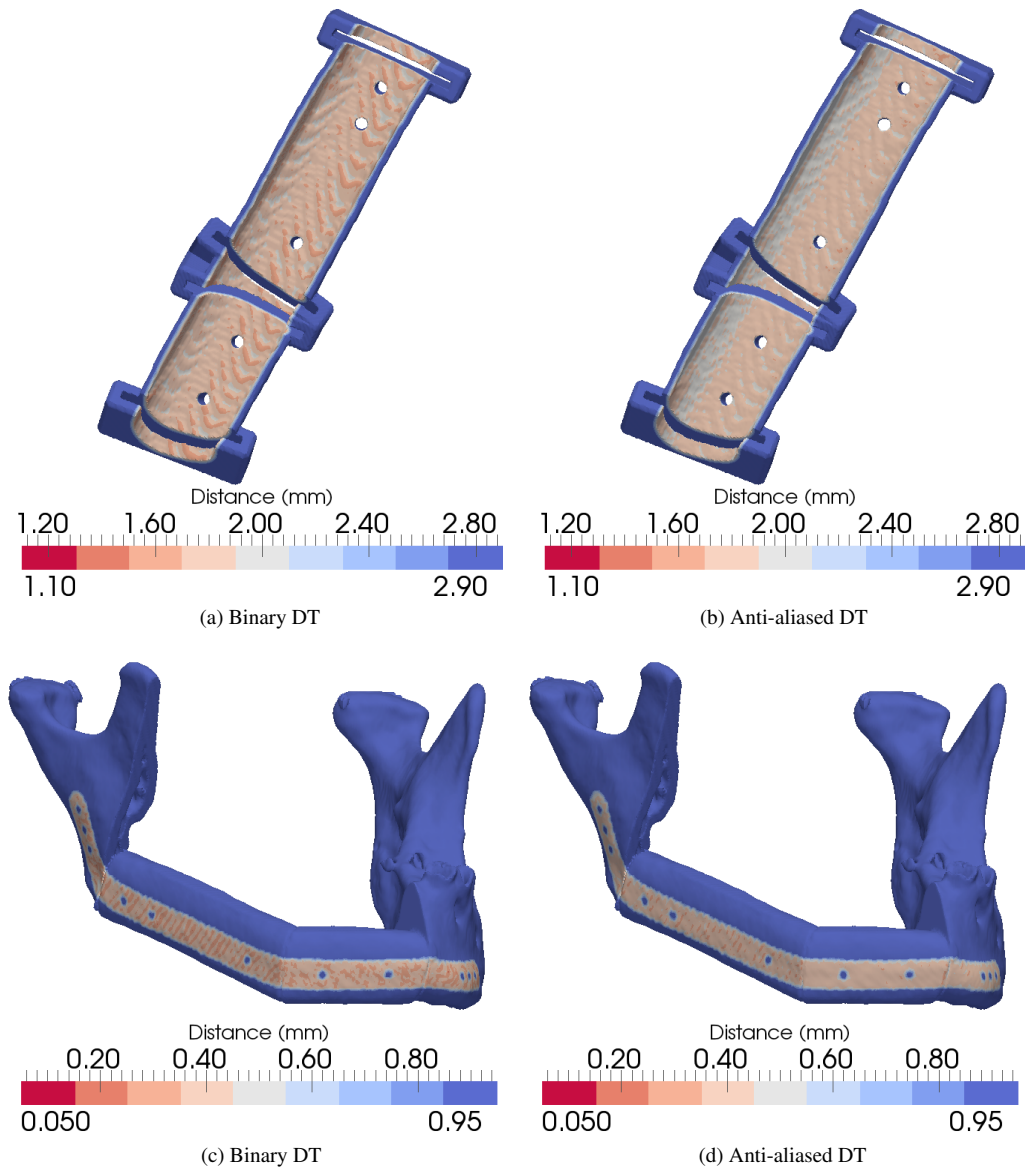 Distance (mm)
1.20 1.60 2.00 2.40 2.80
1.10 2.90
(a) Binary DT
Distance (mm)
1.20 1.60 2.00 2.40 2.80
1.10 2.90
(b) Anti-aliased DT
Distance (mm)
0.20 0.40 0.60 0.80
0.050 0.95
(c) Binary DT
Distance (mm)
0.20 0.40 0.60 0.80
0.050 0.95
(d) Anti-aliased DT